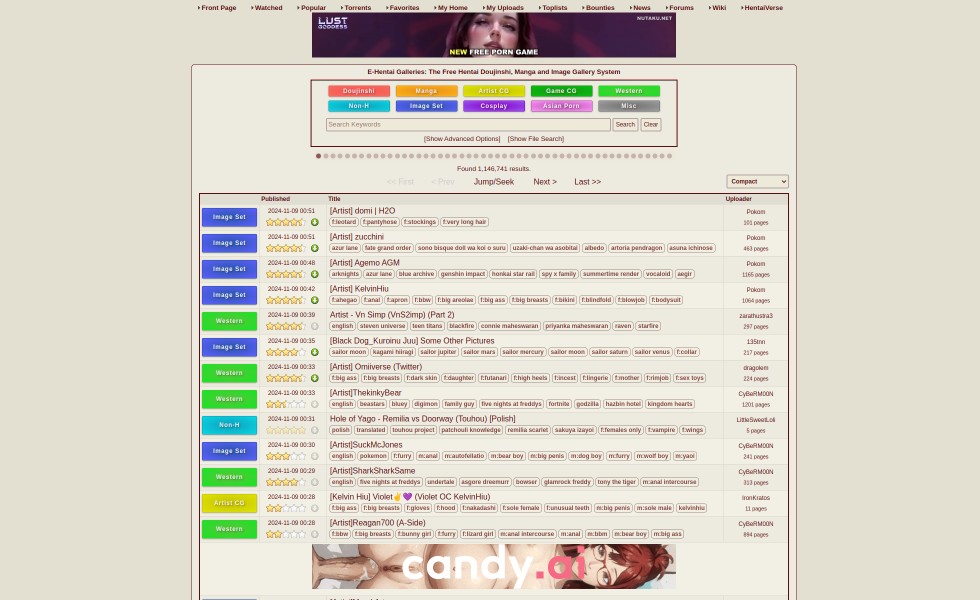 Front Page Watched Popular Torrents Favorites My Home My Uploads Toplists Bounties News Forums Wiki HentaiVerse
LUST GODDESS NUTAKU.NET
NEW FREE PORN GAME
E-Hentai Galleries: The Free Hentai Doujinshi, Manga and Image Gallery System
Doujinshi Manga Artist CG Game CG Western
Non-H Image Set Cosplay Asian Porn Misc
Search Keywords Search Clear
[Show Advanced Options] [Show File Search]
Found 1,146,741 results.
<< First < Prev Jump/Seek Next > Last >> Compact
Published Title Uploader
Image Set 2024-11-09 00:51 [Artist] domi | H2O Pokom
f:leotard f:pantyhose f:stockings f:very long hair 101 pages
Image Set 2024-11-09 00:51 [Artist] zucchini Pokom
azur lane fate grand order sono bisque doll wa koi o suru uzaki-chan wa asobitai albedo artoria pendragon asuna ichinose 463 pages
Image Set 2024-11-09 00:48 [Artist] Agemo AGM Pokom
arknights azur lane blue archive genshin impact honkai star rail spy x family summertime render vocaloid aegir 1165 pages
Image Set 2024-11-09 00:42 [Artist] KelvinHiu Pokom
f:ahegao f:anal f:apron f:bbw f:big areolae f:big ass f:big breasts f:bikini f:blindfold f:blowjob f:bodysuit 1064 pages
Western 2024-11-09 00:39 Artist - Vn Simp (VnS2imp) (Part 2) zarathustra3
english steven universe teen titans blackfire connie maheswaran priyanka maheswaran raven starfire 297 pages
Image Set 2024-11-09 00:35 [Black Dog_Kuroinu Juu] Some Other Pictures 135tnn
sailor moon kagami hiiragi sailor jupiter sailor mars sailor mercury sailor moon sailor saturn sailor venus f:collar 217 pages
Western 2024-11-09 00:33 [Artist] Omiiverse (Twitter) dragolem
f:big ass f:big breasts f:dark skin f:daughter f:futanari f:high heels f:incest f:lingerie f:mother f:rimjob f:sex toys 224 pages
Western 2024-11-09 00:33 [Artist]ThekinkyBear CyBeRM00N
english beastars bluey digimon family guy five nights at freddys fortnite godzilla hazbin hotel kingdom hearts 1201 pages
Non-H 2024-11-09 00:31 Hole of Yago - Remilia vs Doorway (Touhou) [Polish] LittleSweetLoli
polish translated touhou project patchouli knowledge remilia scarlet sakuya izayoi f:females only f:vampire f:wings 5 pages
Image Set 2024-11-09 00:30 [Artist]SuckMcJones CyBeRM00N
english pokemon f:furry m:anal m:autofellatio m:bear boy m:big penis m:dog boy m:furry m:wolf boy m:yaoi 241 pages
Western 2024-11-09 00:29 [Artist]SharkSharkSame CyBeRM00N
english five nights at freddys undertale asgore dreemurr bowser glamrock freddy tony the tiger m:anal intercourse 313 pages
Artist CG 2024-11-09 00:28 [Kelvin Hiu] Violet✌💜 (Violet OC KelvinHiu) IronKratos
f:big ass f:big breasts f:gloves f:hood f:nakadashi f:sole female f:unusual teeth m:big penis m:sole male kelvinhiu 11 pages
Western 2024-11-09 00:28 [Artist]Reagan700 (A-Side) CyBeRM00N
f:bbw f:big breasts f:bunny girl f:furry f:lizard girl m:anal intercourse m:anal m:bbm m:bear boy m:big ass 894 pages
candy.ai